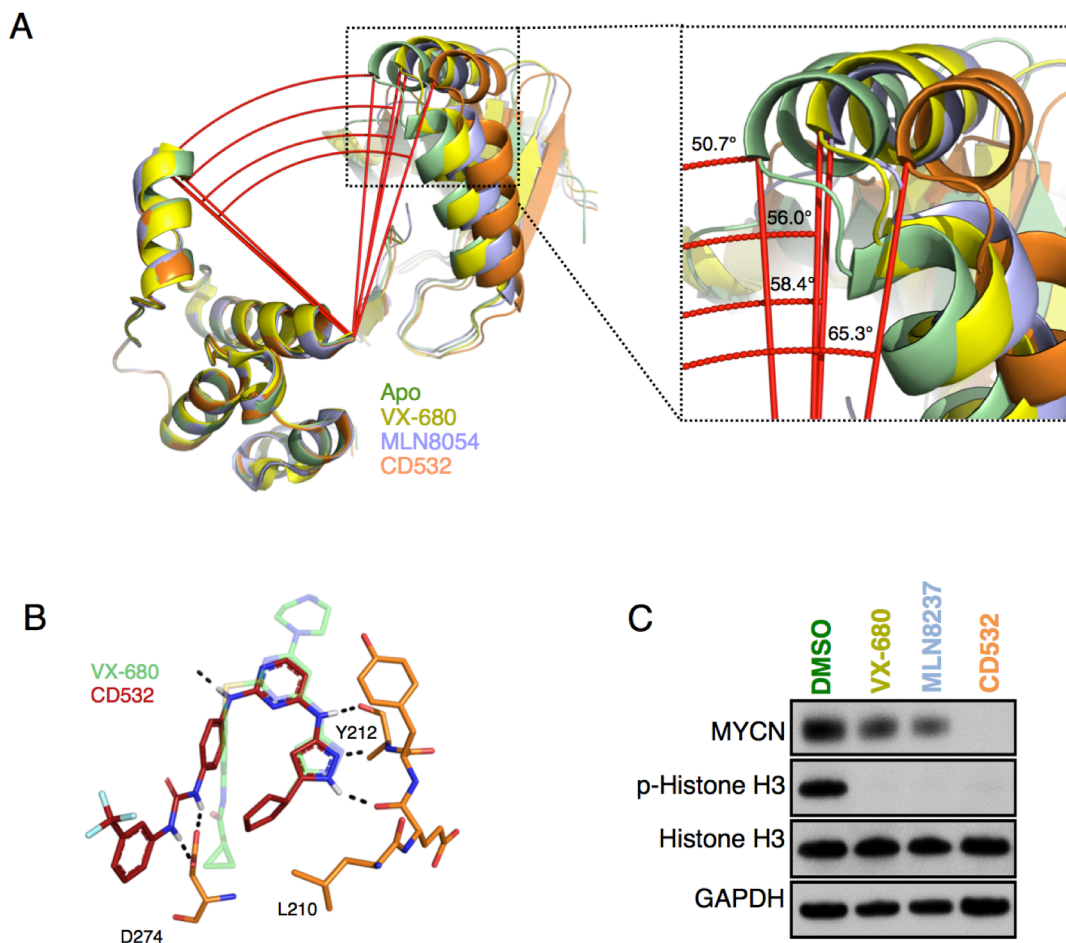 A
50.7°
56.0°
58.4°
65.3°
Apo
VX-680
MLN8054
CD532
B
VX-680
CD532
Y212
L210
D274
C
DMSO
VX-680
MLN8237
CD532
MYCN
p-Histone H3
Histone H3
GAPDH